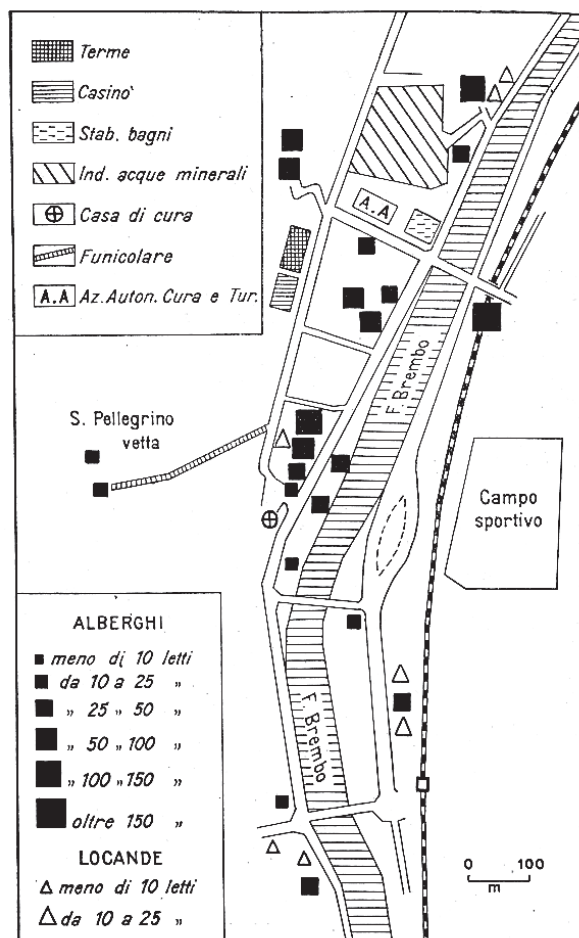 Terme
Casino'
Stab. bagni
Ind. acque minerali
Casa di cura
Funicolare
A.A Az. Auton. Cura e Tur.
A.A
F. Brembo
S. Pellegrino
vetta
Campo
sportivo
F. Brembo
ALBERGHI
meno di 10 letti
da 10 a 25 "
" 25 " 50 "
" 50 " 100 "
" 100 " 150 "
oltre 150 "
LOCANDE
meno di 10 letti
da 10 a 25 "
0 100
m